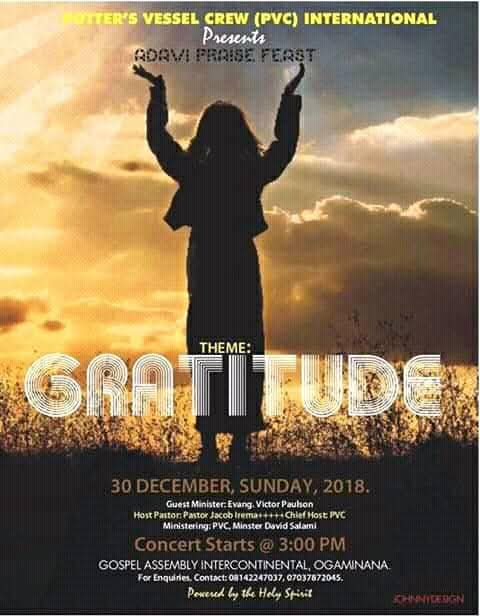 POTTER'S VESSEL CREW (PVC) INTERNATIONAL
Presents
ADAVI PRAISE FEAST
THEME:
GRATITUDE
30 DECEMBER, SUNDAY, 2018.
Guest Minister: Evang. Victor Paulson
Host Pastor: Pastor Jacob Irema+++++Chief Host: PVC
Ministering: PVC, Minster David Salami
Concert Starts @ 3:00 PM
GOSPEL ASSEMBLY INTERCONTINENTAL, OGAMINANA.
For Enquiries, Contact: 08142247037, 07037872045.
Powered by the Holy Spirit
JOHNNYDESIGN